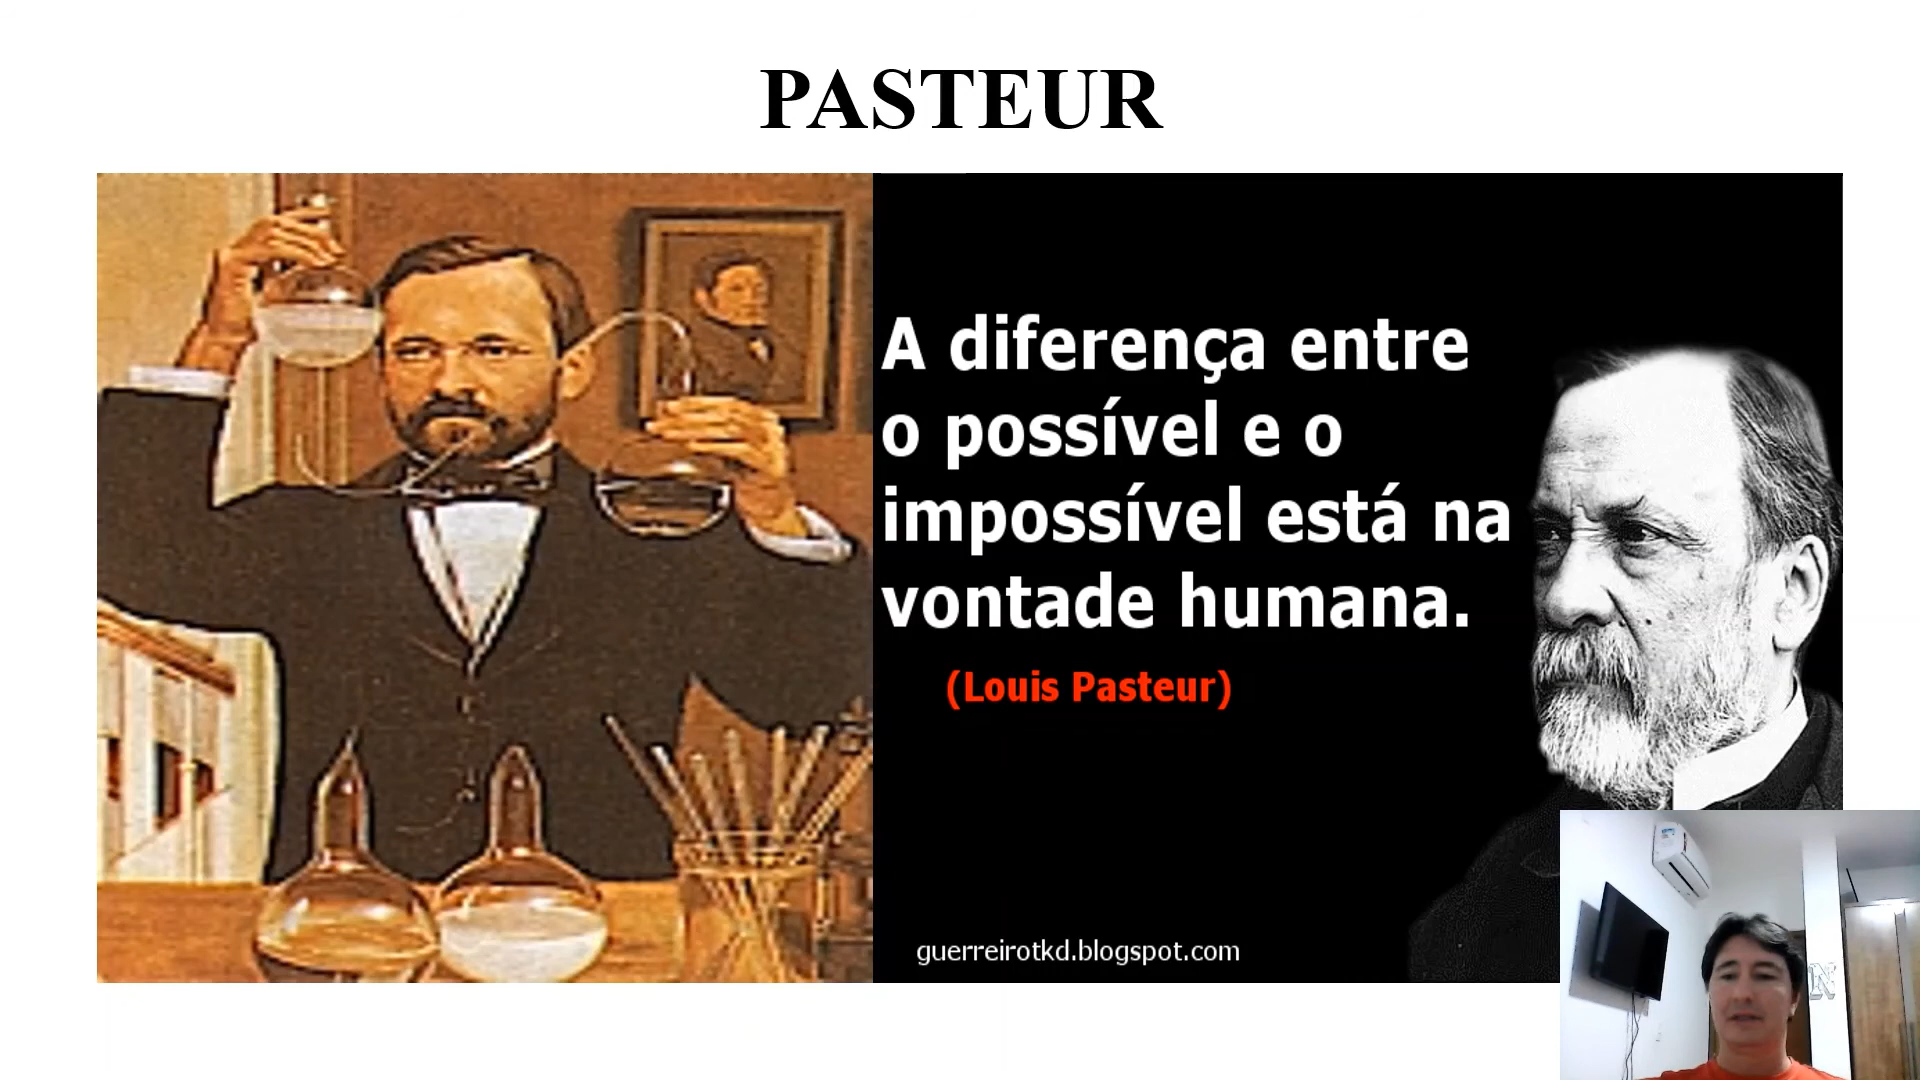 PASTEUR
A diferença entre
o possível e o
impossível está na
vontade humana.
(Louis Pasteur)
guerreirotkd.blogspot.com
N